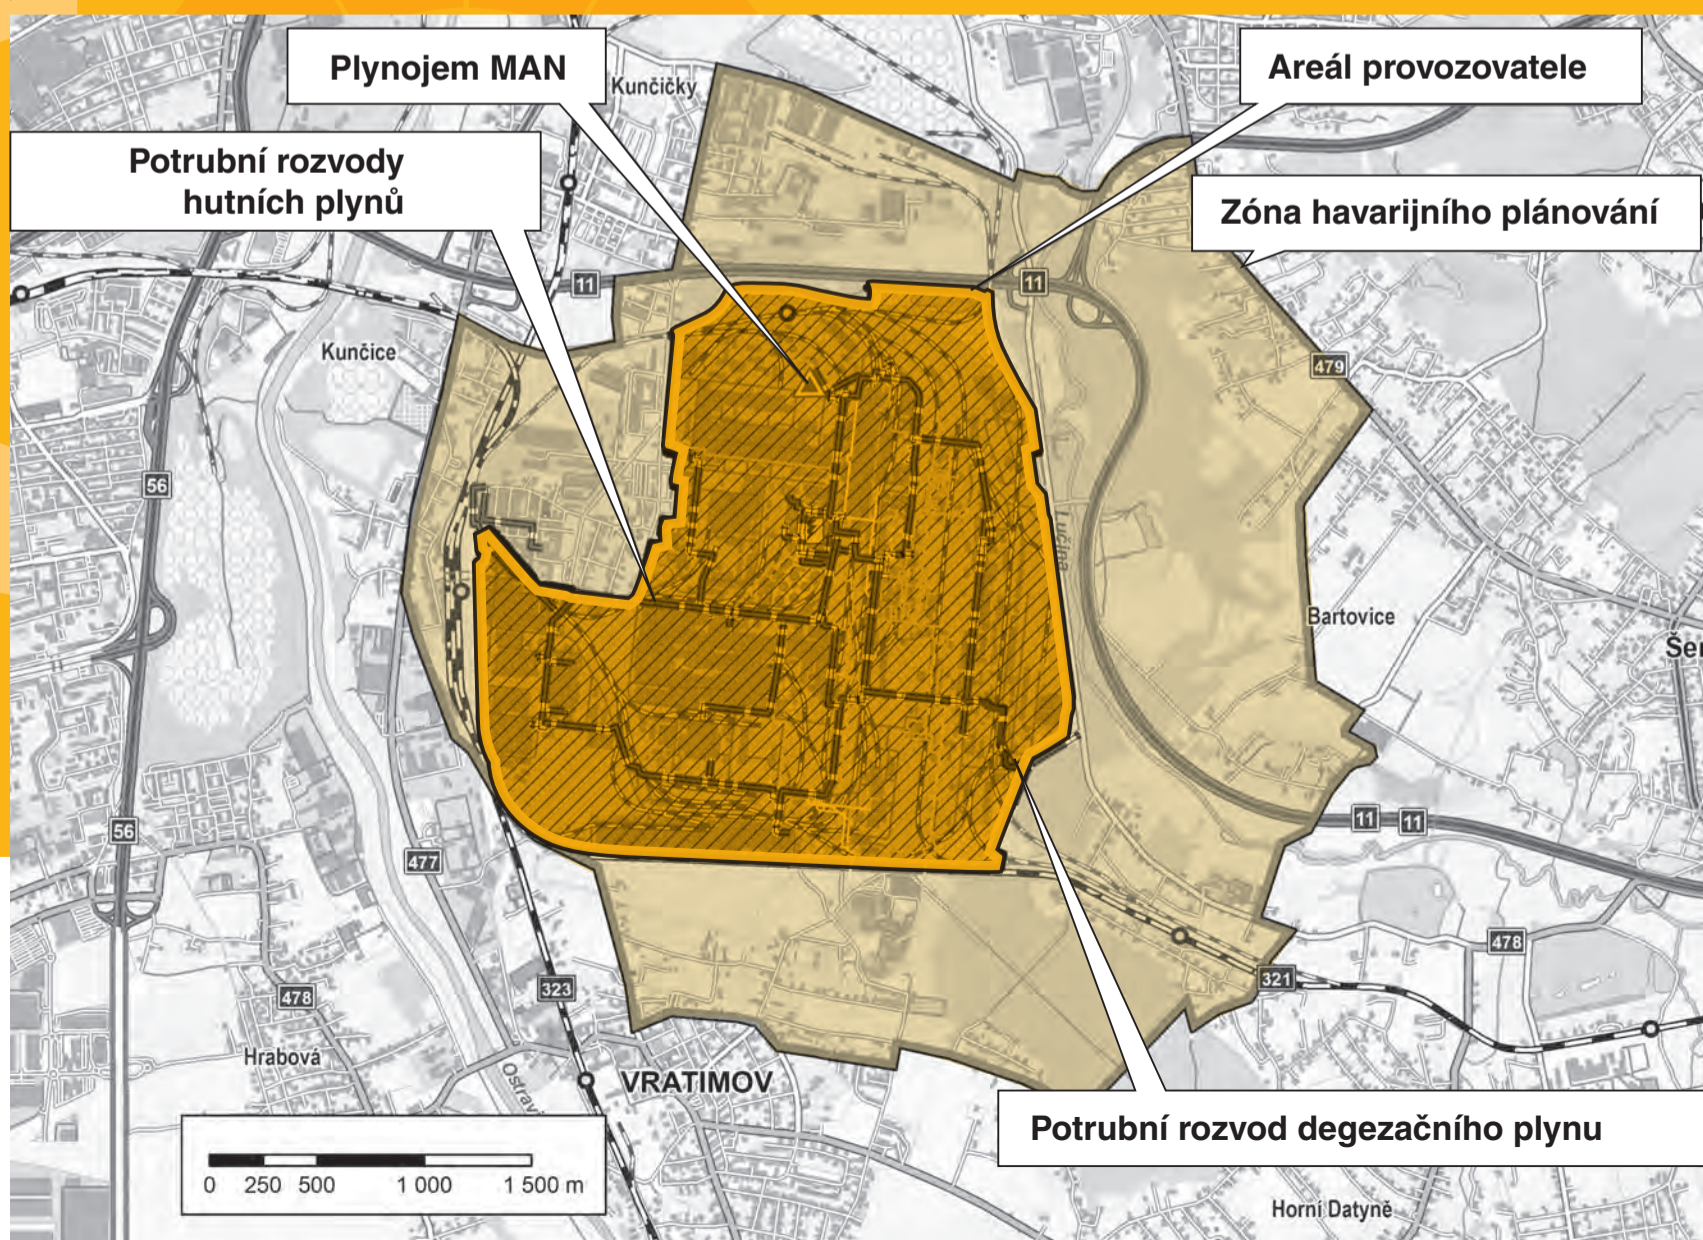 Plynojem MAN
Kunčičky
Areál provozovatele
Potrubní rozvody
hutních plynů
Zóna havarijního plánování
11
11
Kunčice
479
56
Lučina
Bartovice
56
11
11
477
478
321
323
478
Hrabová
VRATIMOV
Potrubní rozvod degezačního plynu
0 250 500 1 000 1 500 m
Horní Datyně